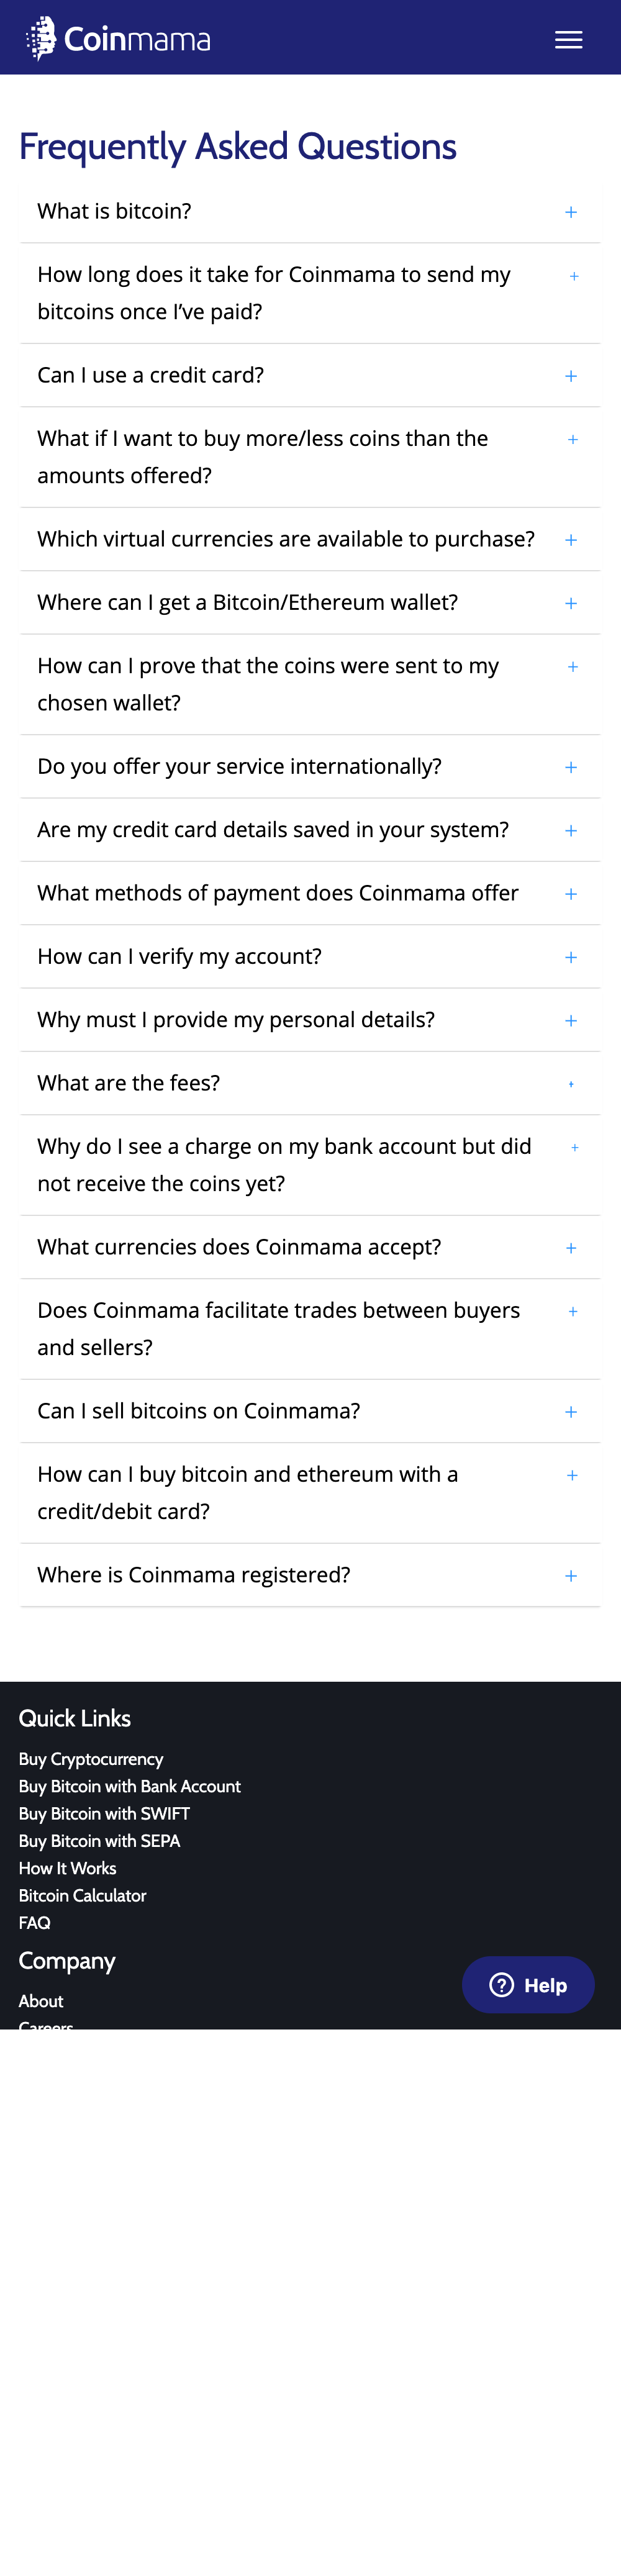 Coinmama
Frequently Asked Questions
What is bitcoin?
How long does it take for Coinmama to send my
bitcoins once I’ve paid?
Can I use a credit card?
What if I want to buy more/less coins than the
amounts offered?
Which virtual currencies are available to purchase?
Where can I get a Bitcoin/Ethereum wallet?
How can I prove that the coins were sent to my
chosen wallet?
Do you offer your service internationally?
Are my credit card details saved in your system?
What methods of payment does Coinmama offer
How can I verify my account?
Why must I provide my personal details?
What are the fees?
Why do I see a charge on my bank account but did
not receive the coins yet?
What currencies does Coinmama accept?
Does Coinmama facilitate trades between buyers
and sellers?
Can I sell bitcoins on Coinmama?
How can I buy bitcoin and ethereum with a
credit/debit card?
Where is Coinmama registered?
Quick Links
Buy Cryptocurrency
Buy Bitcoin with Bank Account
Buy Bitcoin with SWIFT
Buy Bitcoin with SEPA
How It Works
Bitcoin Calculator
FAQ
Company
About
Careers
Help